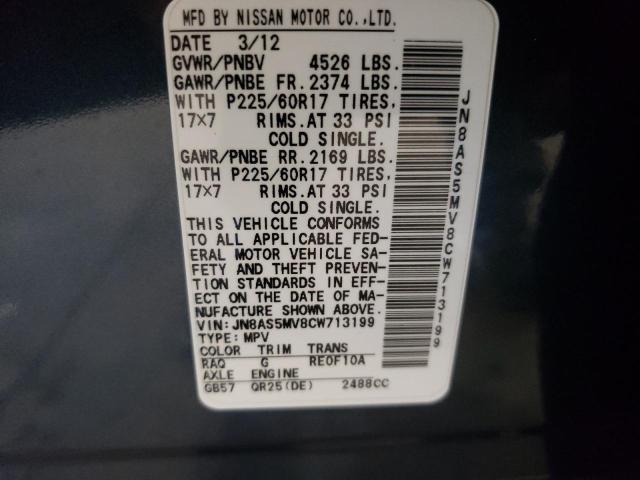 MFD BY NISSAN MOTOR CO.,LTD.
DATE 3/12
GVWR/PNBV 4526 LBS.
GAWR/PNBE FR. 2374 LBS.
WITH P225/60R17 TIRES,
17×7 RIMS. AT 33 PSI
COLD SINGLE.
GAWR/PNBE RR. 2169 LBS.
WITH P225/60R17 TIRES,
17×7 RIMS. AT 33 PSI
COLD SINGLE.
THIS VEHICLE CONFORMS
TO ALL APPLICABLE FED-
ERAL MOTOR VEHICLE SA-
FETY AND THEFT PREVEN-
TION STANDARDS IN EFF-
ECT ON THE DATE OF MA-
NUFACTURE SHOWN ABOVE.
VIN: JN8AS5MV8CW713199
TYPE: MPV
COLOR TRIM TRANS
RAQ G RE0F10A
AXLE ENGINE
GB57 QR25(DE) 2488CC
JN8AS5MV8CW713199